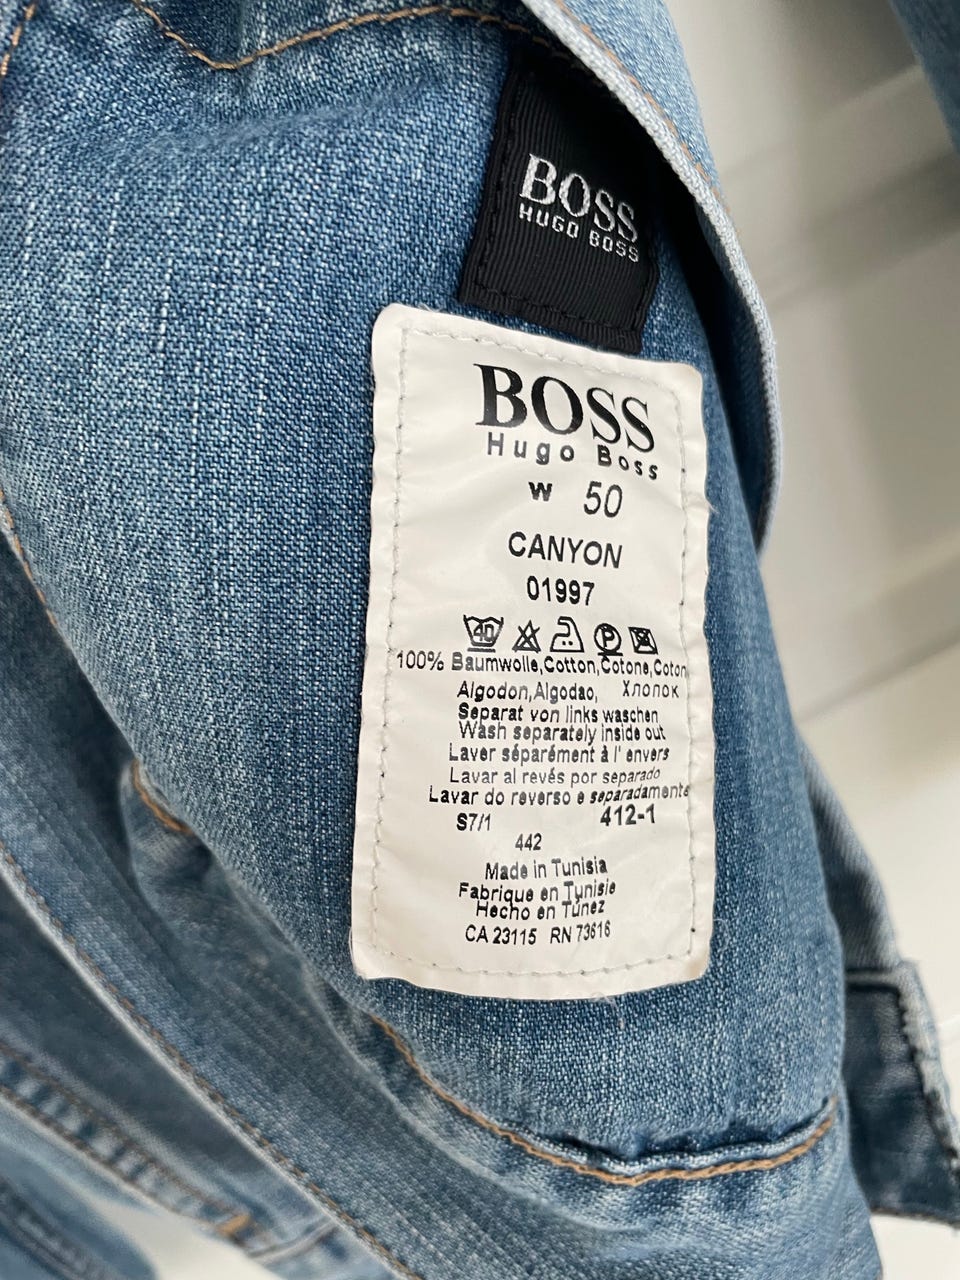 BOSS
HUGO BOSS
BOSS
Hugo Boss
W 50
CANYON
01997
40 P
100% Baumwolle,Cotton,Cotone,Coton
Algodon,Algodao, Хлопок
Separat von links waschen
Wash separately inside out
Laver séparément à l' envers
Lavar al revés por separado
Lavar do reverso e separadamente
S7/1 412-1
442
Made in Tunisia
Fabrique en Tunisie
Hecho en Túnez
CA 23115 RN 73616